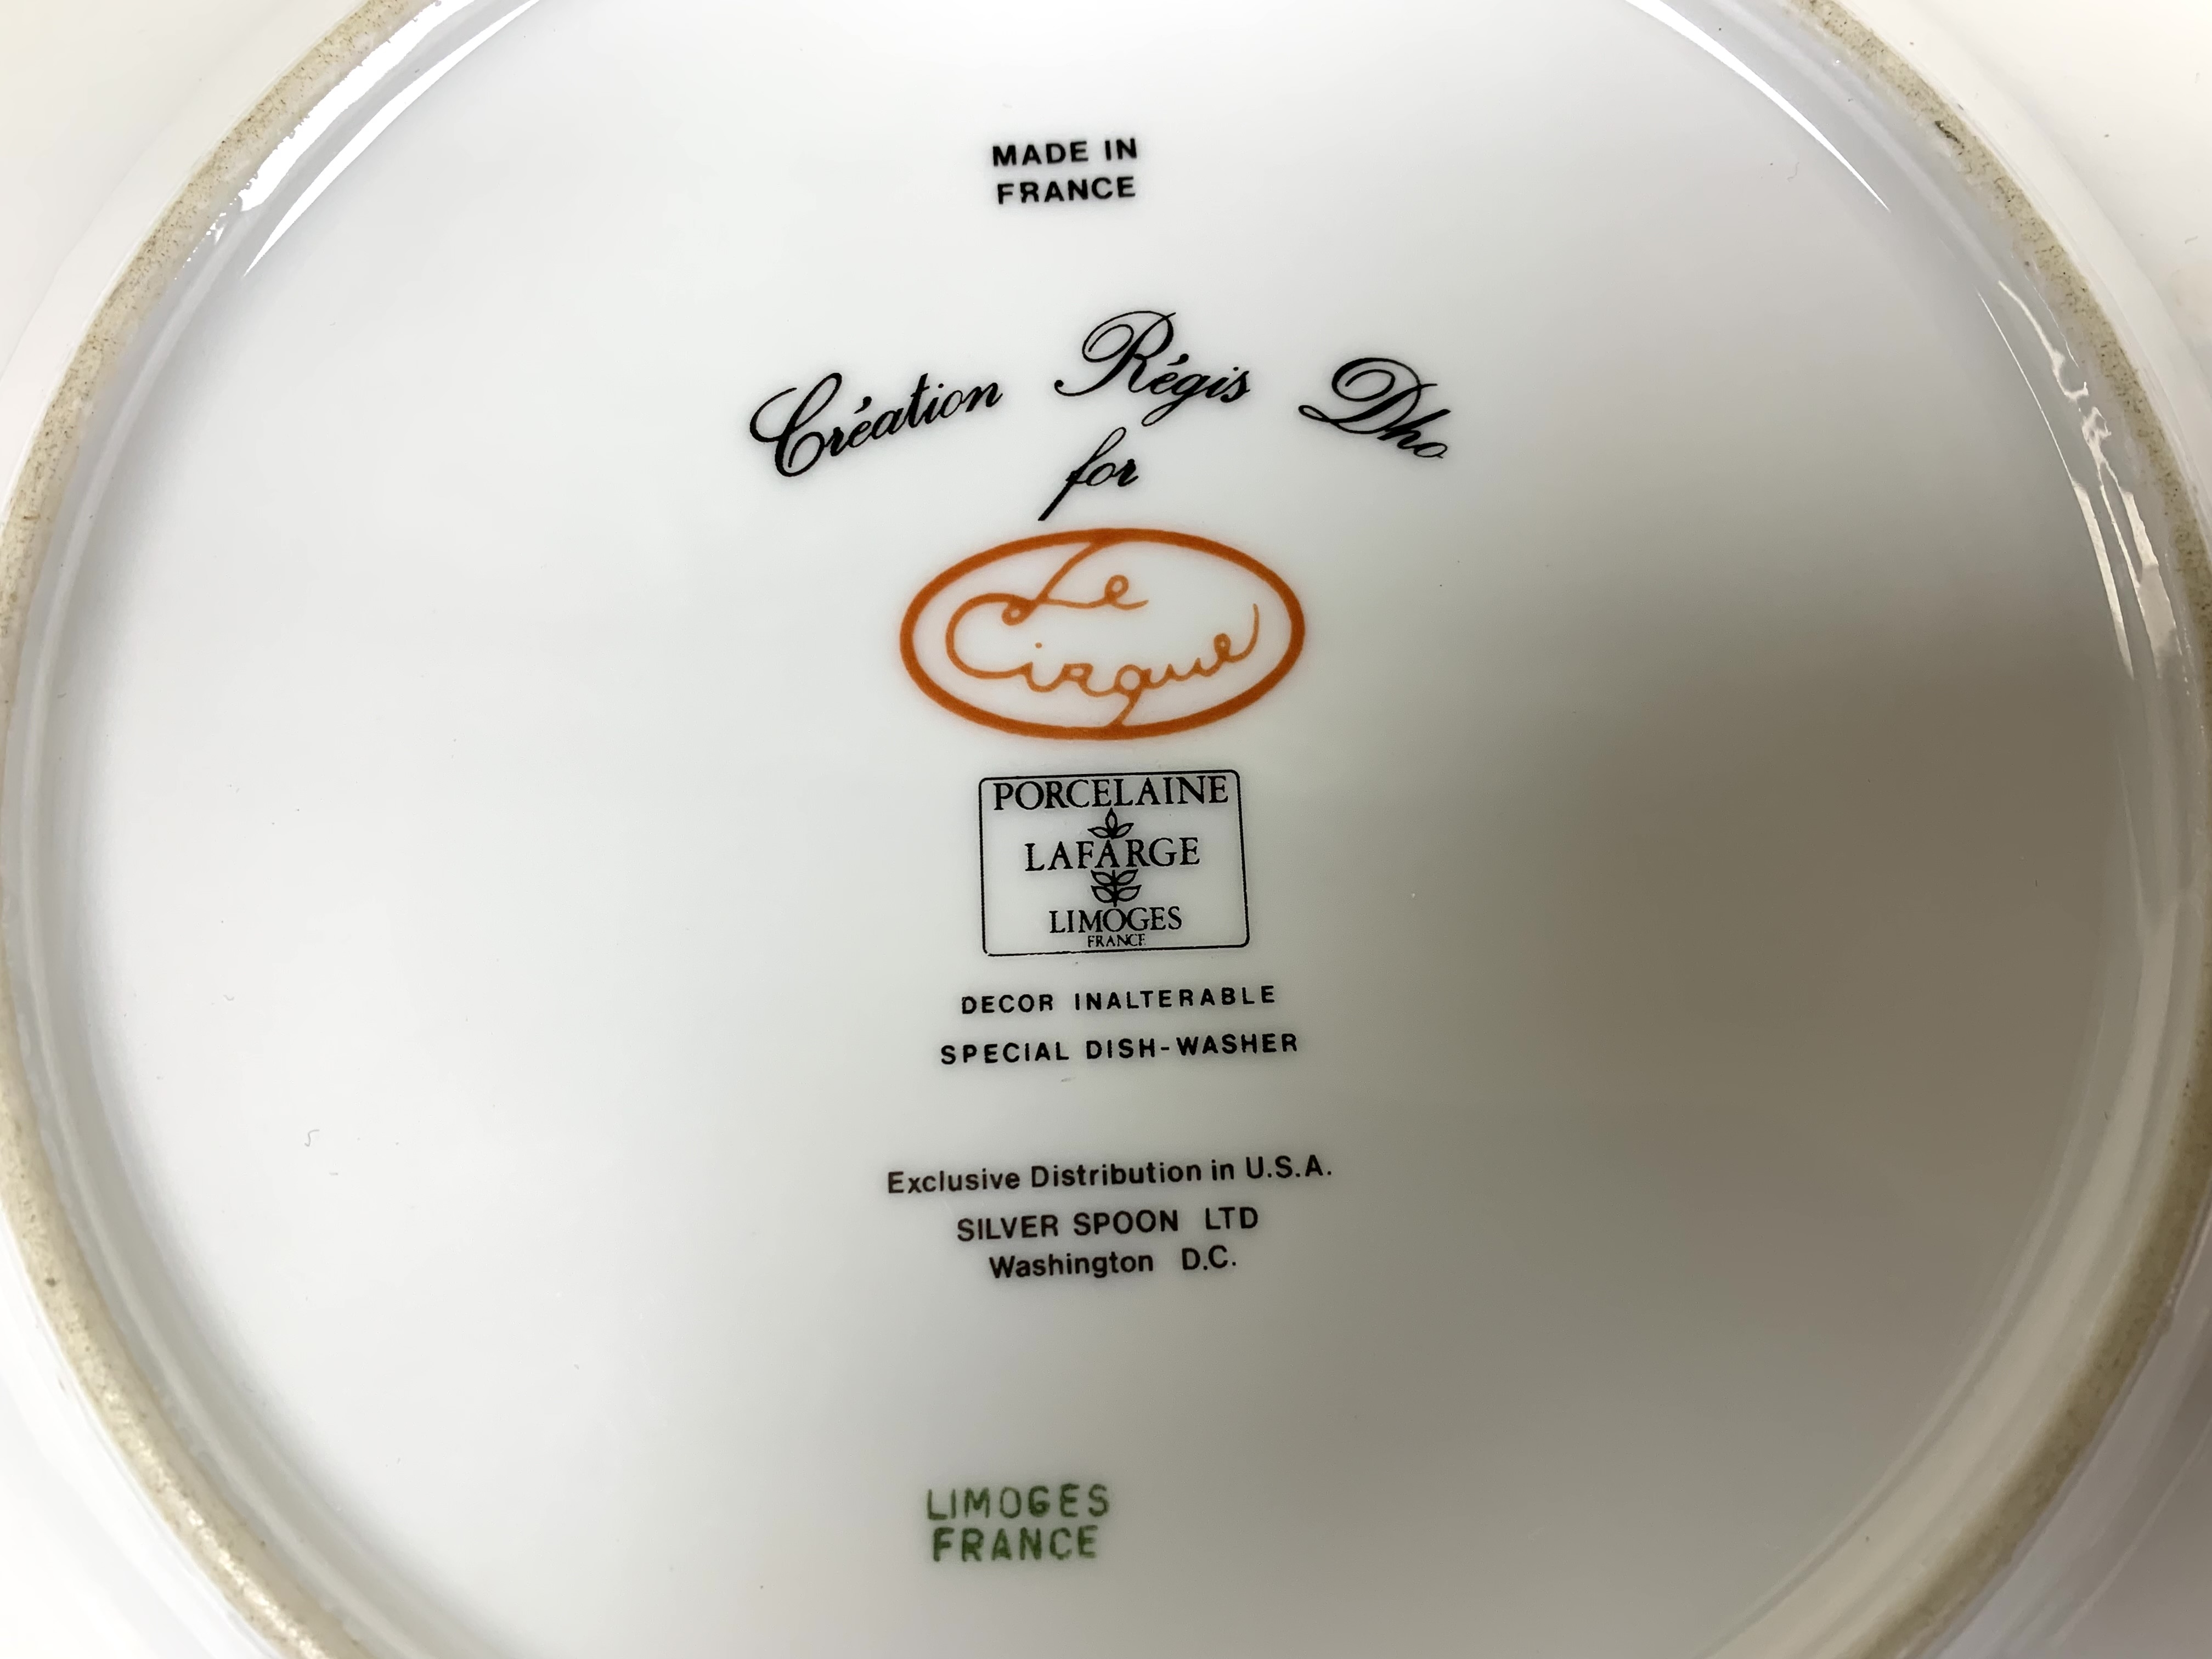 MADE IN
FRANCE
Création Régis Dho
for
Le
Cirque
PORCELAINE
LAFARGE
LIMOGES
FRANCE
DECOR INALTERABLE
SPECIAL DISH-WASHER
Exclusive Distribution in U.S.A.
SILVER SPOON LTD
Washington D.C.
LIMOGES
FRANCE